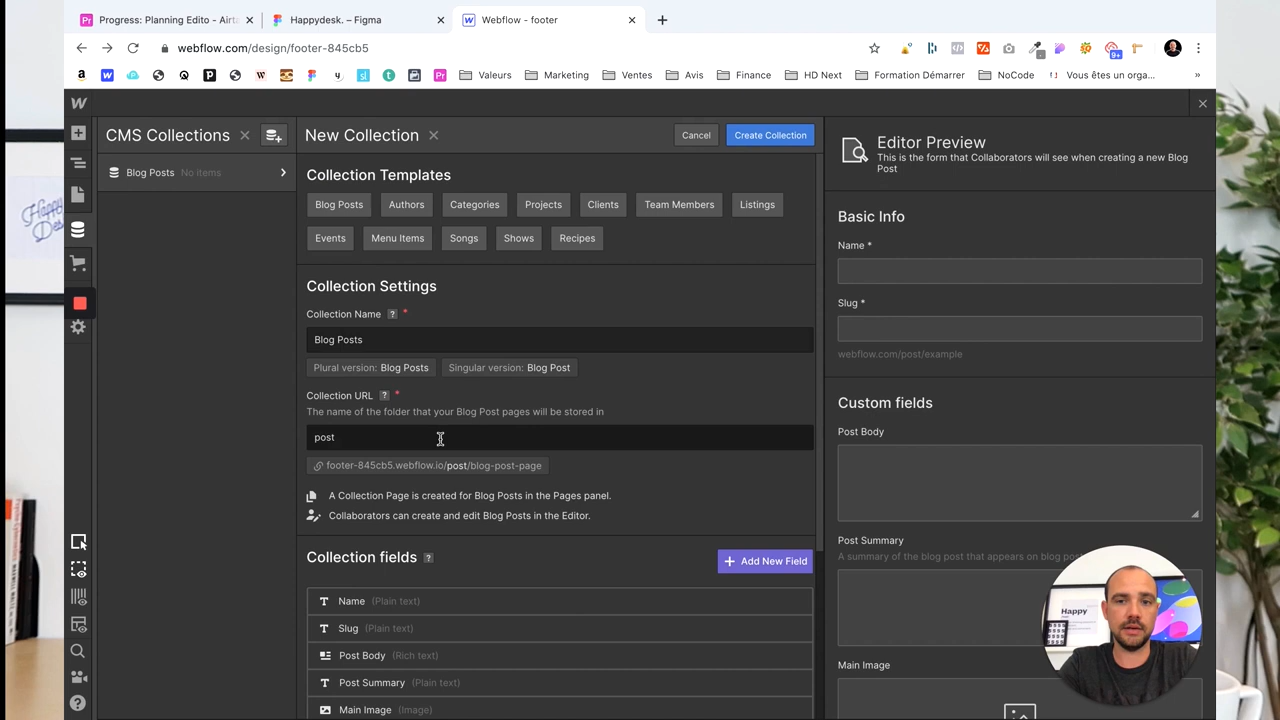 Progress: Planning Edito - Airta
Happydesk. – Figma
Webflow - footer
webflow.com/design/footer-845cb5
9+
Valeurs
Marketing
Ventes
Avis
Finance
HD Next
Formation Démarrer
NoCode
Vous êtes un orga...
»
CMS Collections
New Collection
Cancel
Create Collection
Blog Posts No items
Collection Templates
Blog Posts
Authors
Categories
Projects
Clients
Team Members
Listings
Events
Menu Items
Songs
Shows
Recipes
Collection Settings
Collection Name ? *
Blog Posts
Plural version: Blog Posts
Singular version: Blog Post
Collection URL ? *
The name of the folder that your Blog Post pages will be stored in
post
footer-845cb5.webflow.io/post/blog-post-page
A Collection Page is created for Blog Posts in the Pages panel.
Collaborators can create and edit Blog Posts in the Editor.
Collection fields ?
+ Add New Field
Name (Plain text)
Slug (Plain text)
Post Body (Rich text)
Post Summary (Plain text)
Main Image (Image)
Editor Preview
This is the form that Collaborators will see when creating a new Blog
Post
Basic Info
Name *
Slug *
webflow.com/post/example
Custom fields
Post Body
Post Summary
A summary of the blog post that appears on blog
Main Image
Happy